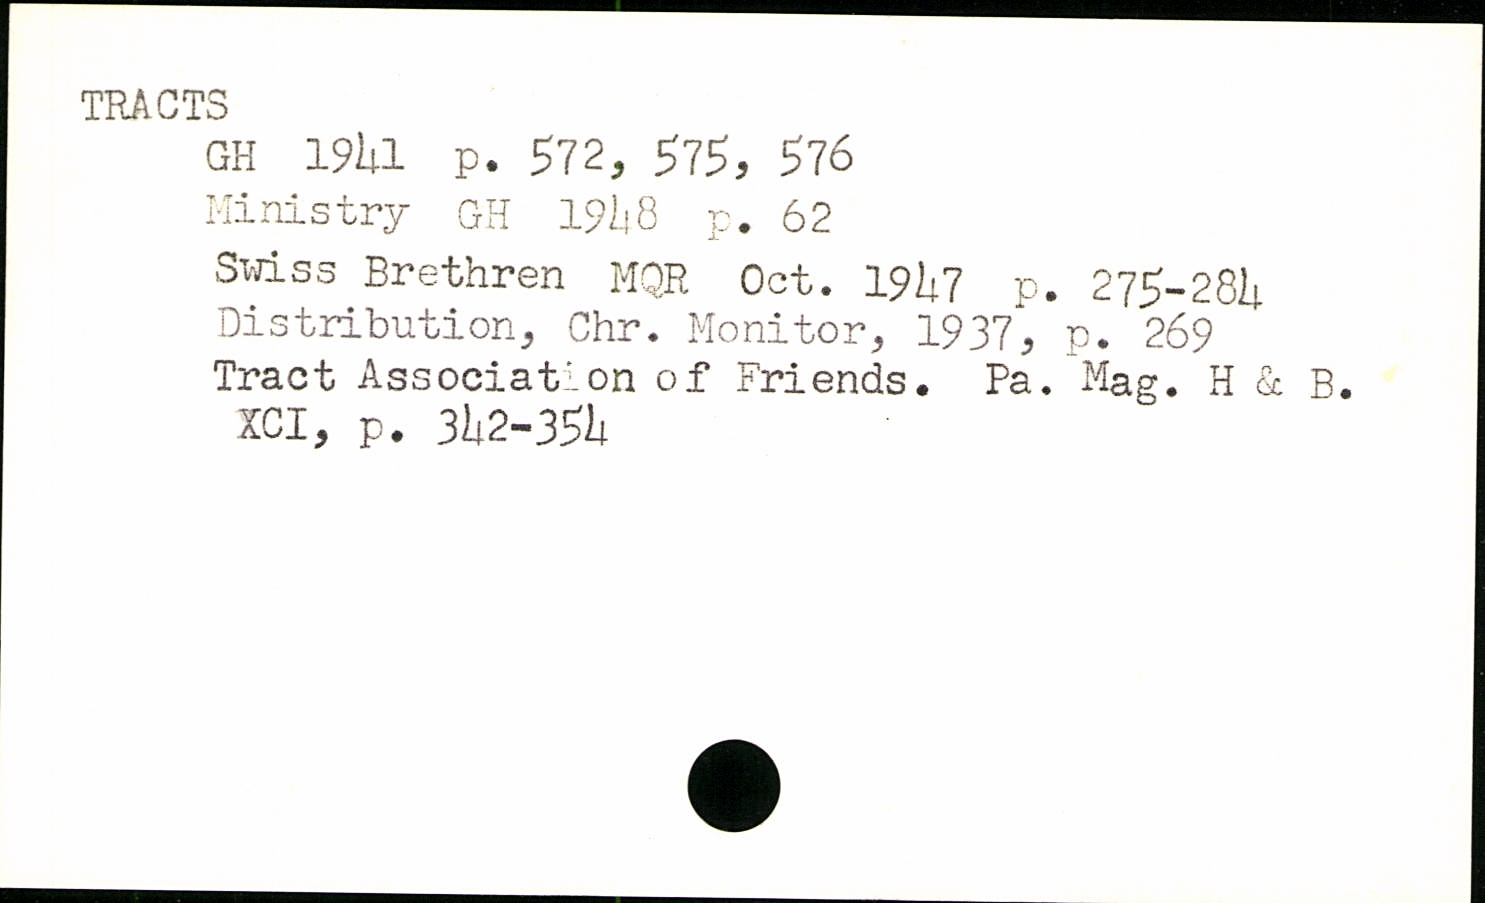 TRACTS
GH 1941 p. 572, 575, 576
Ministry GH 1948 p. 62
Swiss Brethren MQR Oct. 1947 p. 275-284
Distribution, Chr. Monitor, 1937, p. 269
Tract Association of Friends. Pa. Mag. H & B.
XCI, p. 342-354